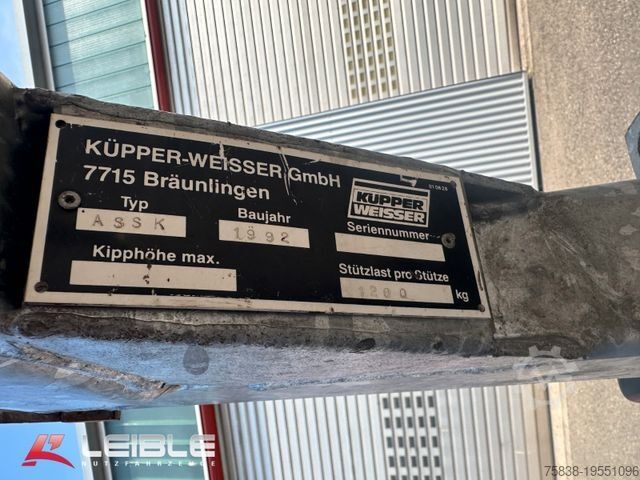 KÜPPER-WEISSER GmbH
7715 Bräunlingen
KÜPPER
WEISSER
Typ
ASSK
Baujahr
1992
Seriennummer
Kipphöhe max.
Stützlast pro Stütze
1200 kg
LEIBLE
NUTZFAHRZEUGE
75838-19551096